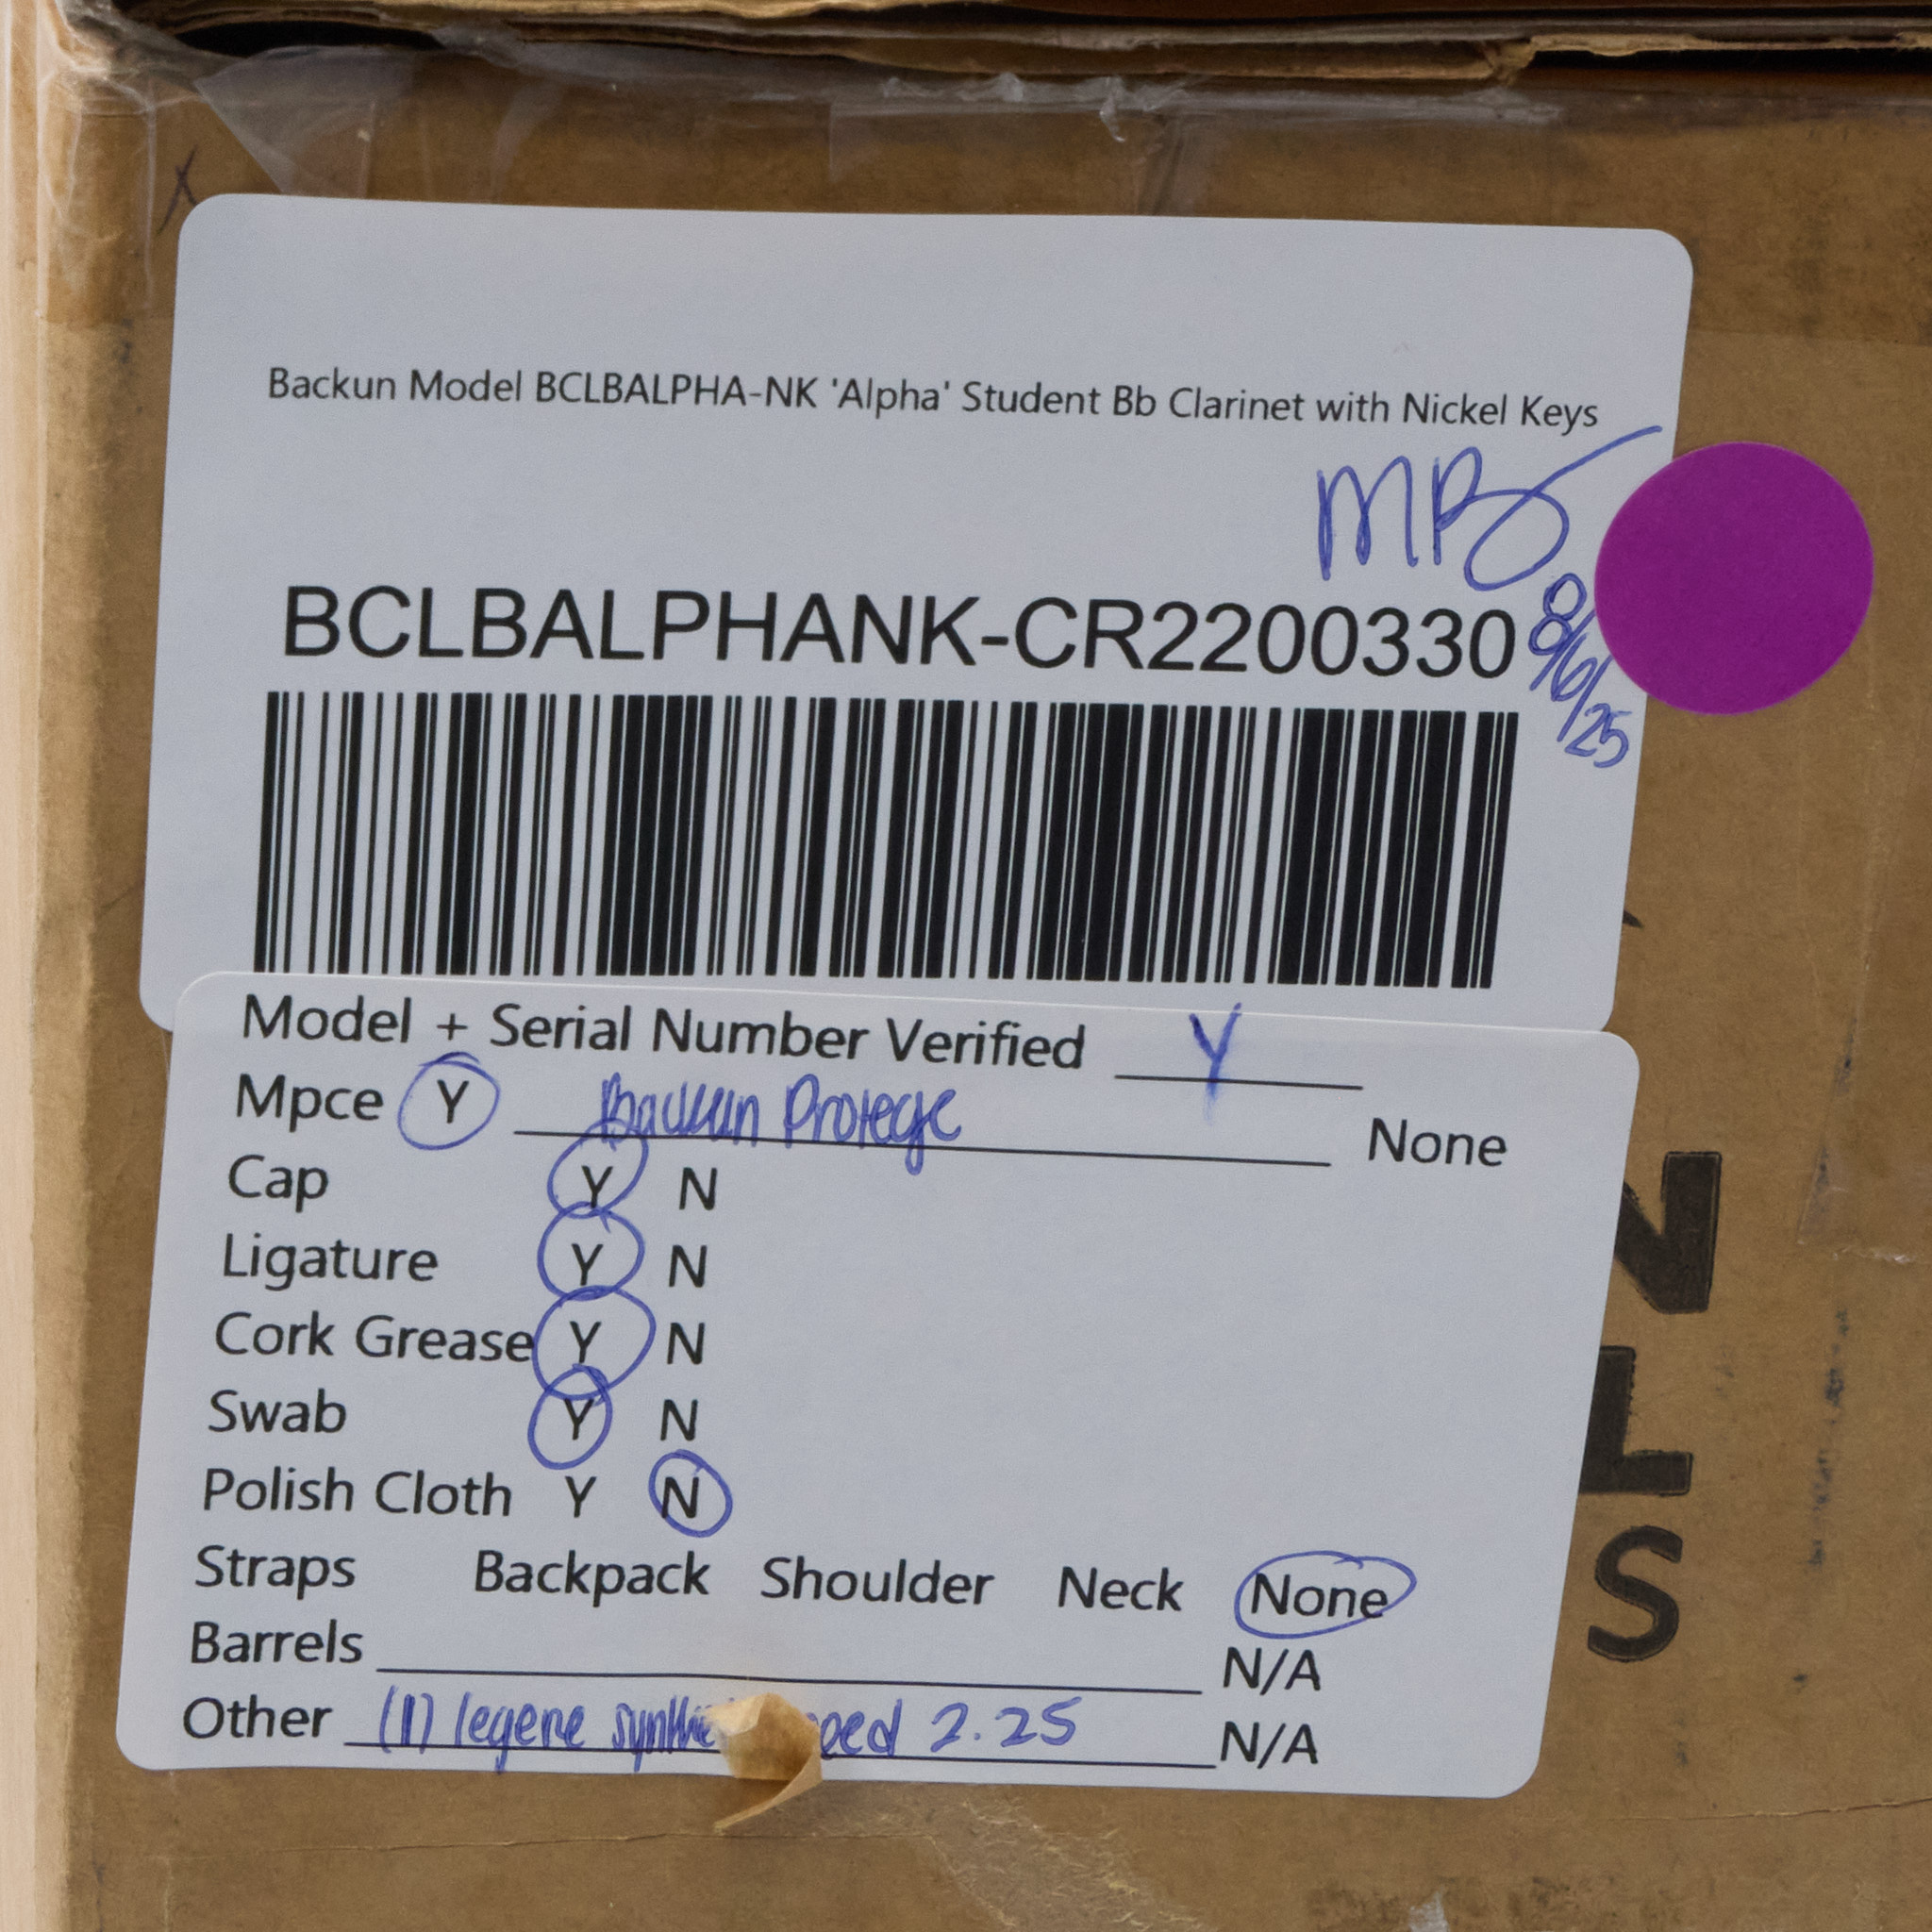 Backun Model BCLBALPHA-NK 'Alpha' Student Bb Clarinet with Nickel Keys
MB
BCLBALPHANK-CR2200330
8/6/25
Model + Serial Number Verified Y
Mpce Y Backun Protege None
Cap Y N
Ligature Y N
Cork Grease Y N
Swab Y N
Polish Cloth Y N
Straps Backpack Shoulder Neck None
Barrels N/A
Other (1) legere 2.25 N/A
N
L
S